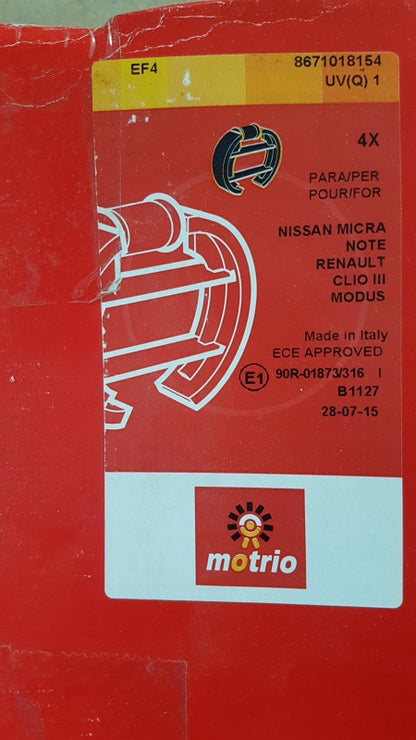 EF4 8671018154
UV(Q) 1
4X
PARA/PER
POUR/FOR
NISSAN MICRA
NOTE
RENAULT
CLIO III
MODUS
Made in Italy
ECE APPROVED
E1 90R-01873/316 I
B1127
28-07-15
motrio